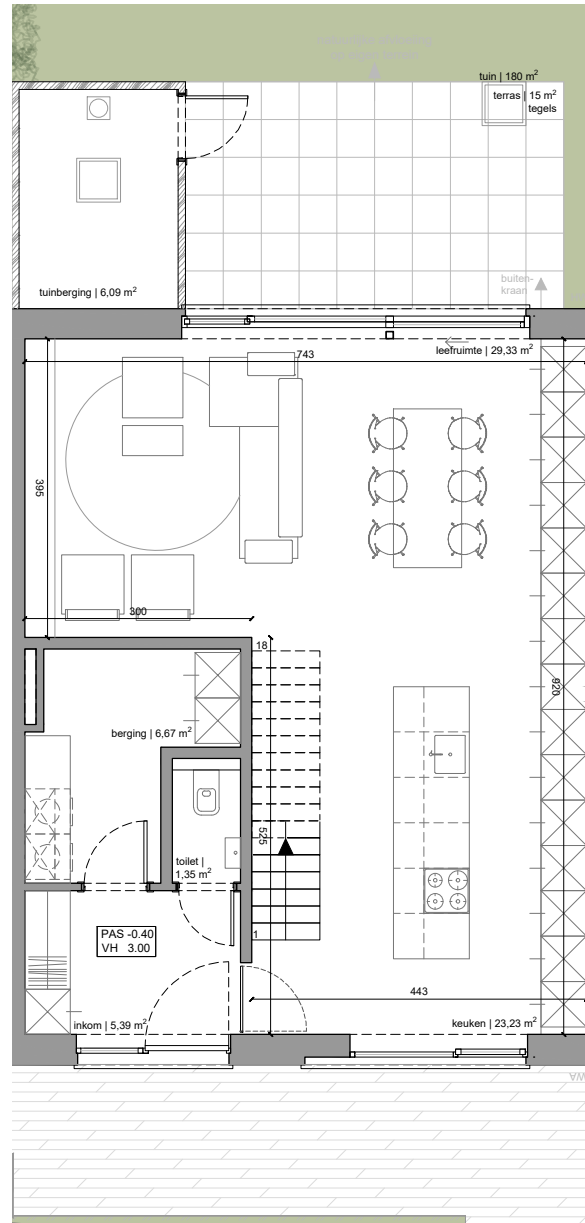 tuin | 180 m²
terras | 15 m²
tegels
tuinberging | 6,09 m²
buiten-
kraan
leefruimte | 29,33 m²
743
395
300
18
920
berging | 6,67 m²
525
toilet |
1,35 m²
PAS -0.40
VH 3.00
1
443
inkom | 5,39 m²
keuken | 23,23 m²